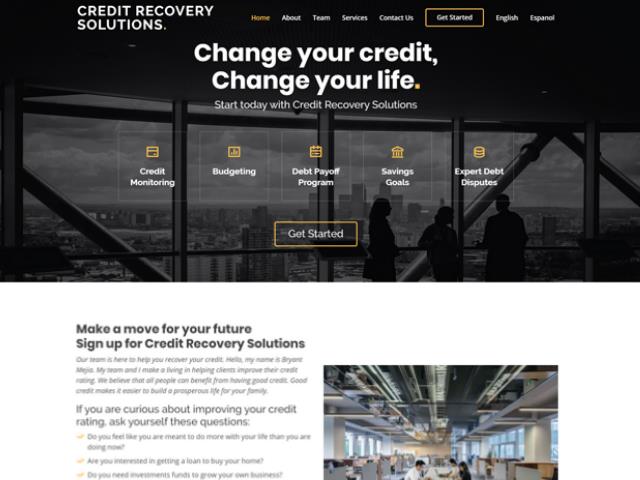 CREDIT RECOVERY
SOLUTIONS.
Home About Team Services Contact Us Get Started English Espanol
Change your credit,
Change your life.
Start today with Credit Recovery Solutions
Credit
Monitoring
Budgeting
Debt Payoff
Program
Savings
Goals
Expert Debt
Disputes
Get Started
Make a move for your future
Sign up for Credit Recovery Solutions
Our team is here to help you recover your credit. Hello, my name is Bryant
Mejia. My team and I make a living in helping clients improve their credit
rating. We believe that all people can benefit from having good credit. Good
credit makes it easier to build a prosperous life for your family.
If you are curious about improving your credit
rating, ask yourself these questions:
Do you feel like you are meant to do more with your life than you are
doing now?
Are you interested in getting a loan to buy your home?
Do you need investments funds to grow your own business?